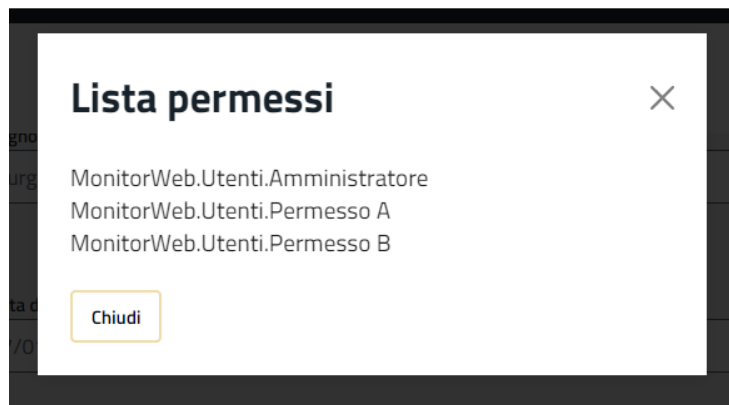 Lista permessi
MonitorWeb.Utenti.Amministratore
MonitorWeb.Utenti.Permesso A
MonitorWeb.Utenti.Permesso B
Chiudi